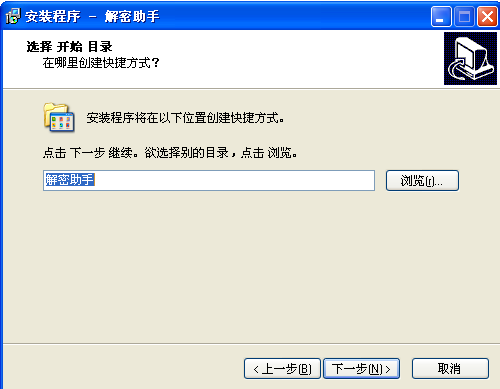 安装程序 - 解密助手
选择 开始 目录
在哪里创建快捷方式？
安装程序将在以下位置创建快捷方式。
点击 下一步 继续。欲选择别的目录，点击 浏览。
解密助手
浏览(r)...
< 上一步(B)
下一步(N) >
取消